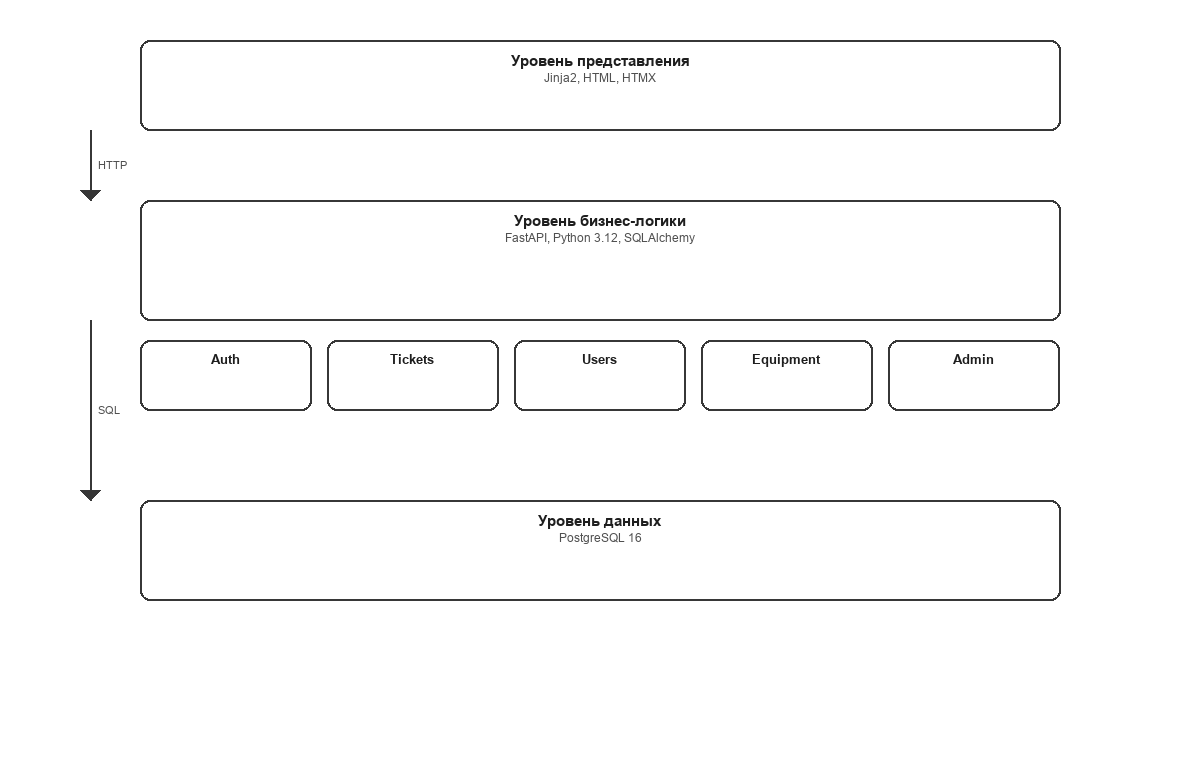 Уровень представления
Jinja2, HTML, HTMX
HTTP
Уровень бизнес-логики
FastAPI, Python 3.12, SQLAlchemy
Auth
Tickets
Users
Equipment
Admin
SQL
Уровень данных
PostgreSQL 16